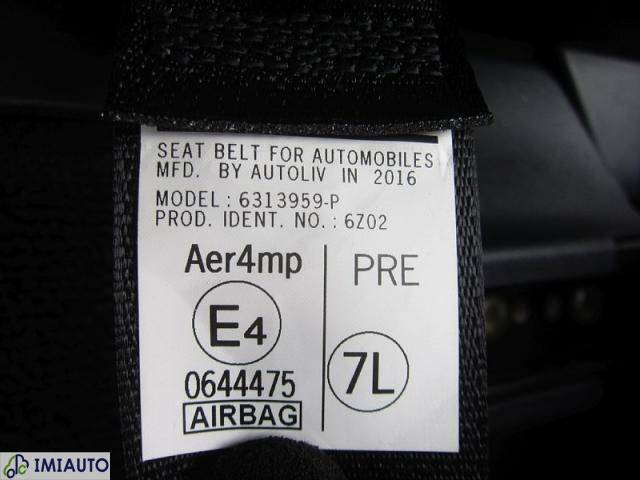 SEAT BELT FOR AUTOMOBILES
MFD. BY AUTOLIV IN 2016
MODEL : 6313959-P
PROD. IDENT. NO. : 6Z02
Aer4mp
PRE
E4
7L
0644475
AIRBAG
IMIAUTO